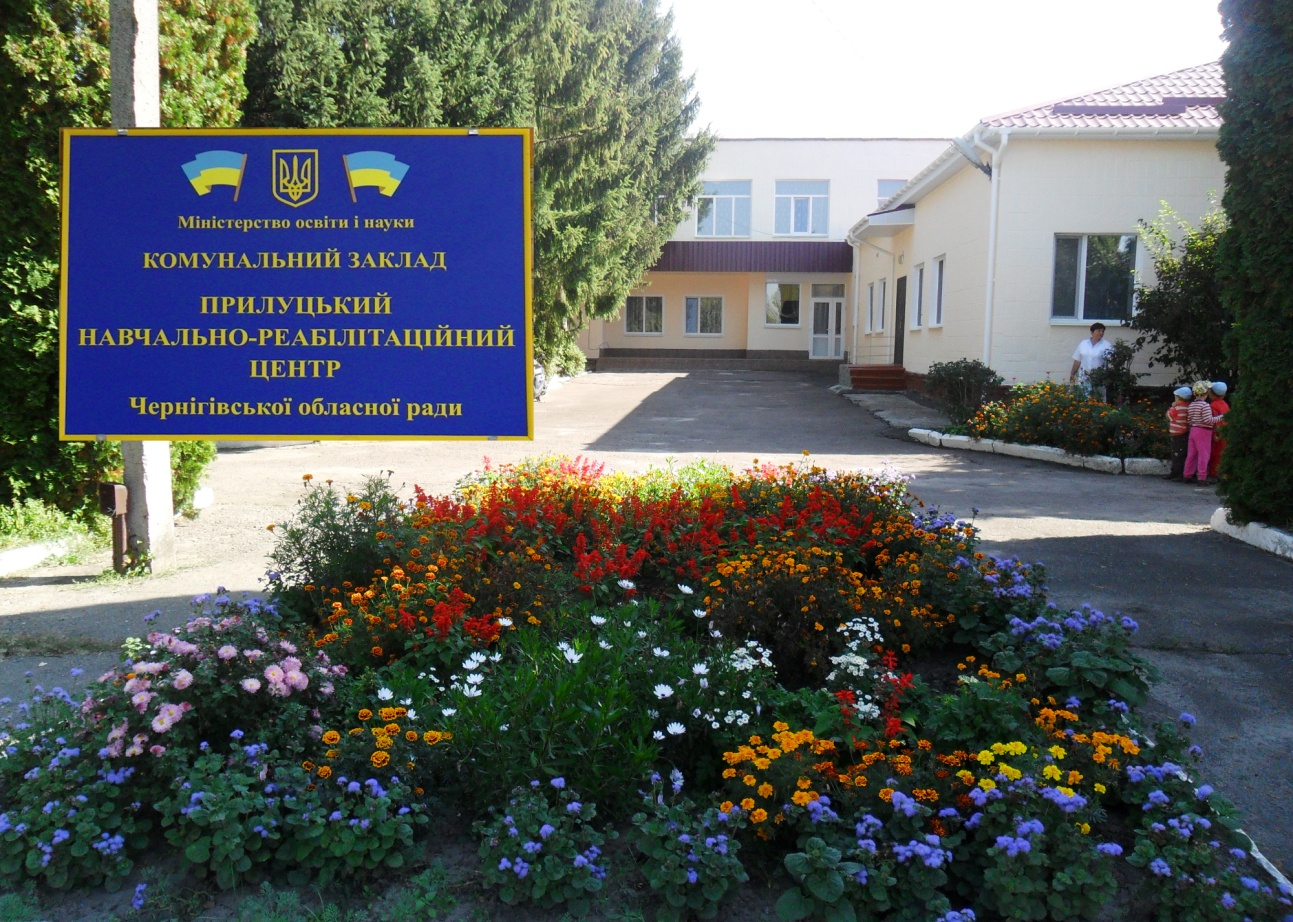 Міністерство освіти і науки
КОМУНАЛЬНИЙ ЗАКЛАД
ПРИЛУЦЬКИЙ
НАВЧАЛЬНО-РЕАБІЛІТАЦІЙНИЙ
ЦЕНТР
Чернігівської обласної ради